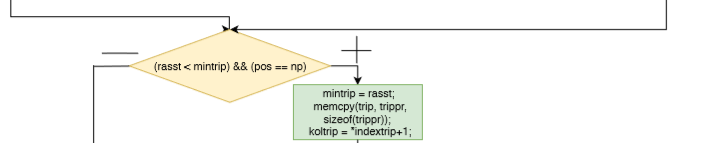 (rasst < mintrip) && (pos == np)
mintrip = rasst;
memcpy(trip, trippr,
sizeof(trippr));
koltrip = *indextrip+1;